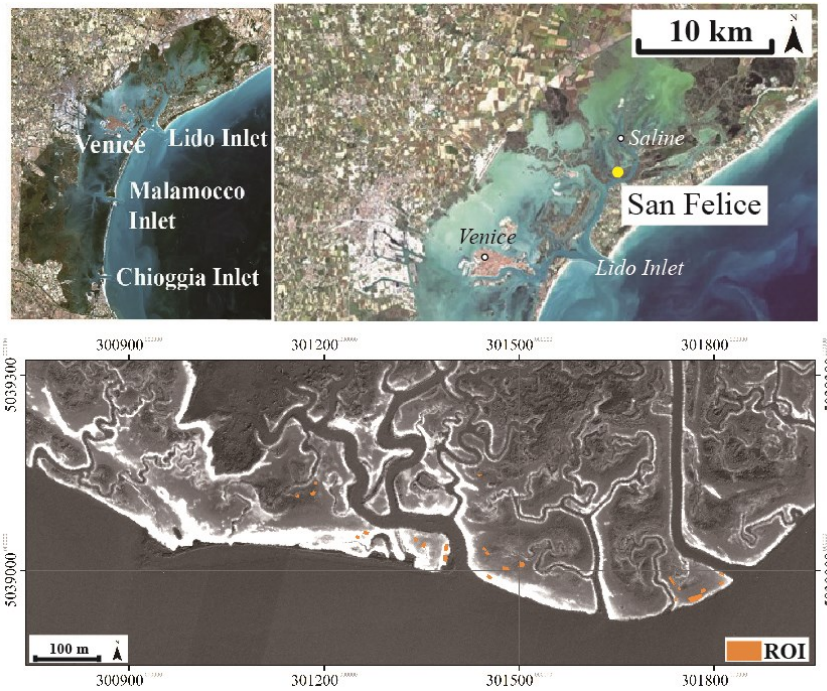 Venice
Lido Inlet
Malamocco
Inlet
Chioggia Inlet
10 km
N
Saline
San Felice
Venice
Lido Inlet
300900
301200
301500
301800
5039300
5039000
5039000
100 m
N
ROI
300900
301200
301500
301800